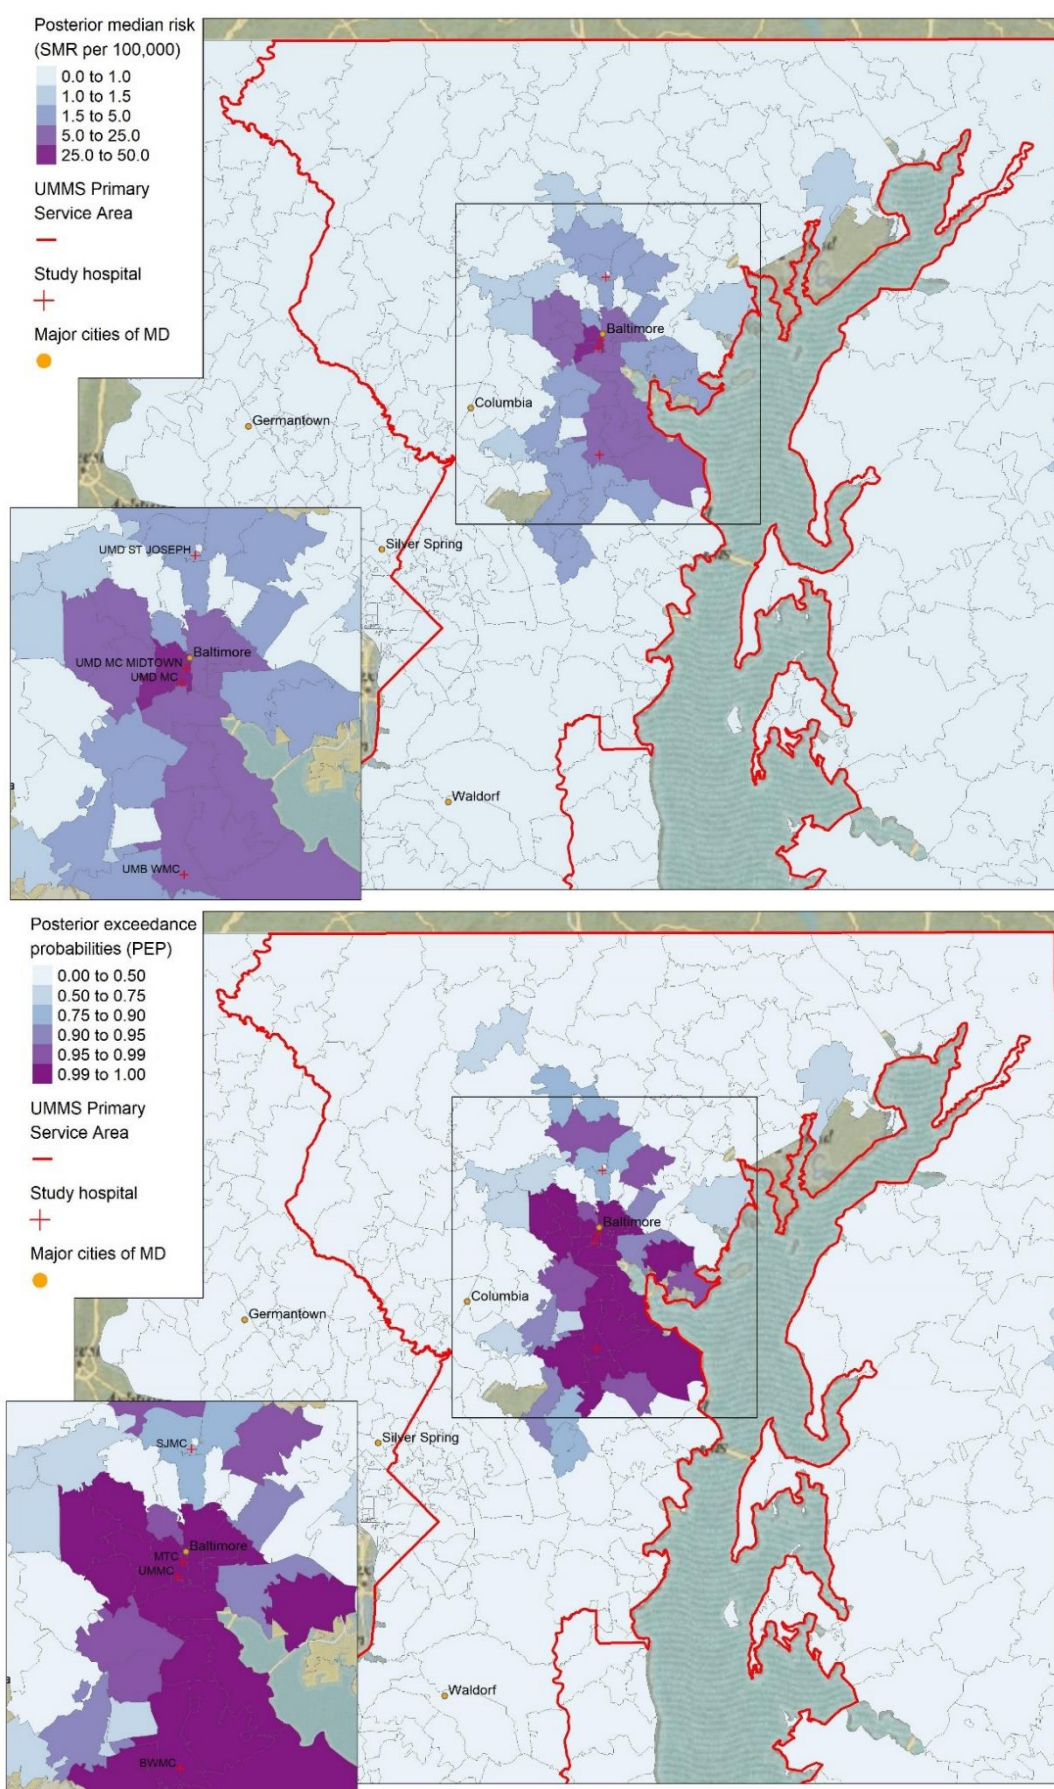 Posterior median risk
(SMR per 100,000)
0.0 to 1.0
1.0 to 1.5
1.5 to 5.0
5.0 to 25.0
25.0 to 50.0
UMMS Primary
Service Area
Study hospital
Major cities of MD
Baltimore
Columbia
Germantown
Silver Spring
Waldorf
UMD ST JOSEPH
Baltimore
UMD MC MIDTOWN
UMD MC
UMB WMC
Posterior exceedance
probabilities (PEP)
0.00 to 0.50
0.50 to 0.75
0.75 to 0.90
0.90 to 0.95
0.95 to 0.99
0.99 to 1.00
UMMS Primary
Service Area
Study hospital
Major cities of MD
Baltimore
Columbia
Germantown
Silver Spring
Waldorf
SJMC
Baltimore
MTC
UMMC
BWMC